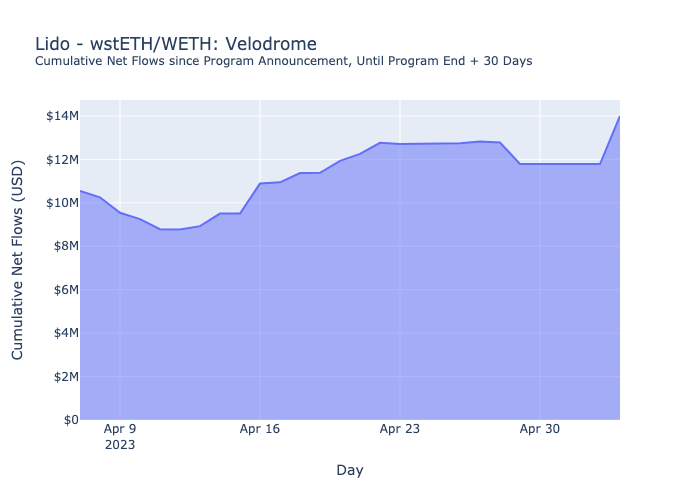 Lido - wstETH/WETH: Velodrome
Cumulative Net Flows since Program Announcement, Until Program End + 30 Days
Cumulative Net Flows (USD)
$14M
$12M
$10M
$8M
$6M
$4M
$2M
$0
Apr 9
2023
Apr 16
Apr 23
Apr 30
Day